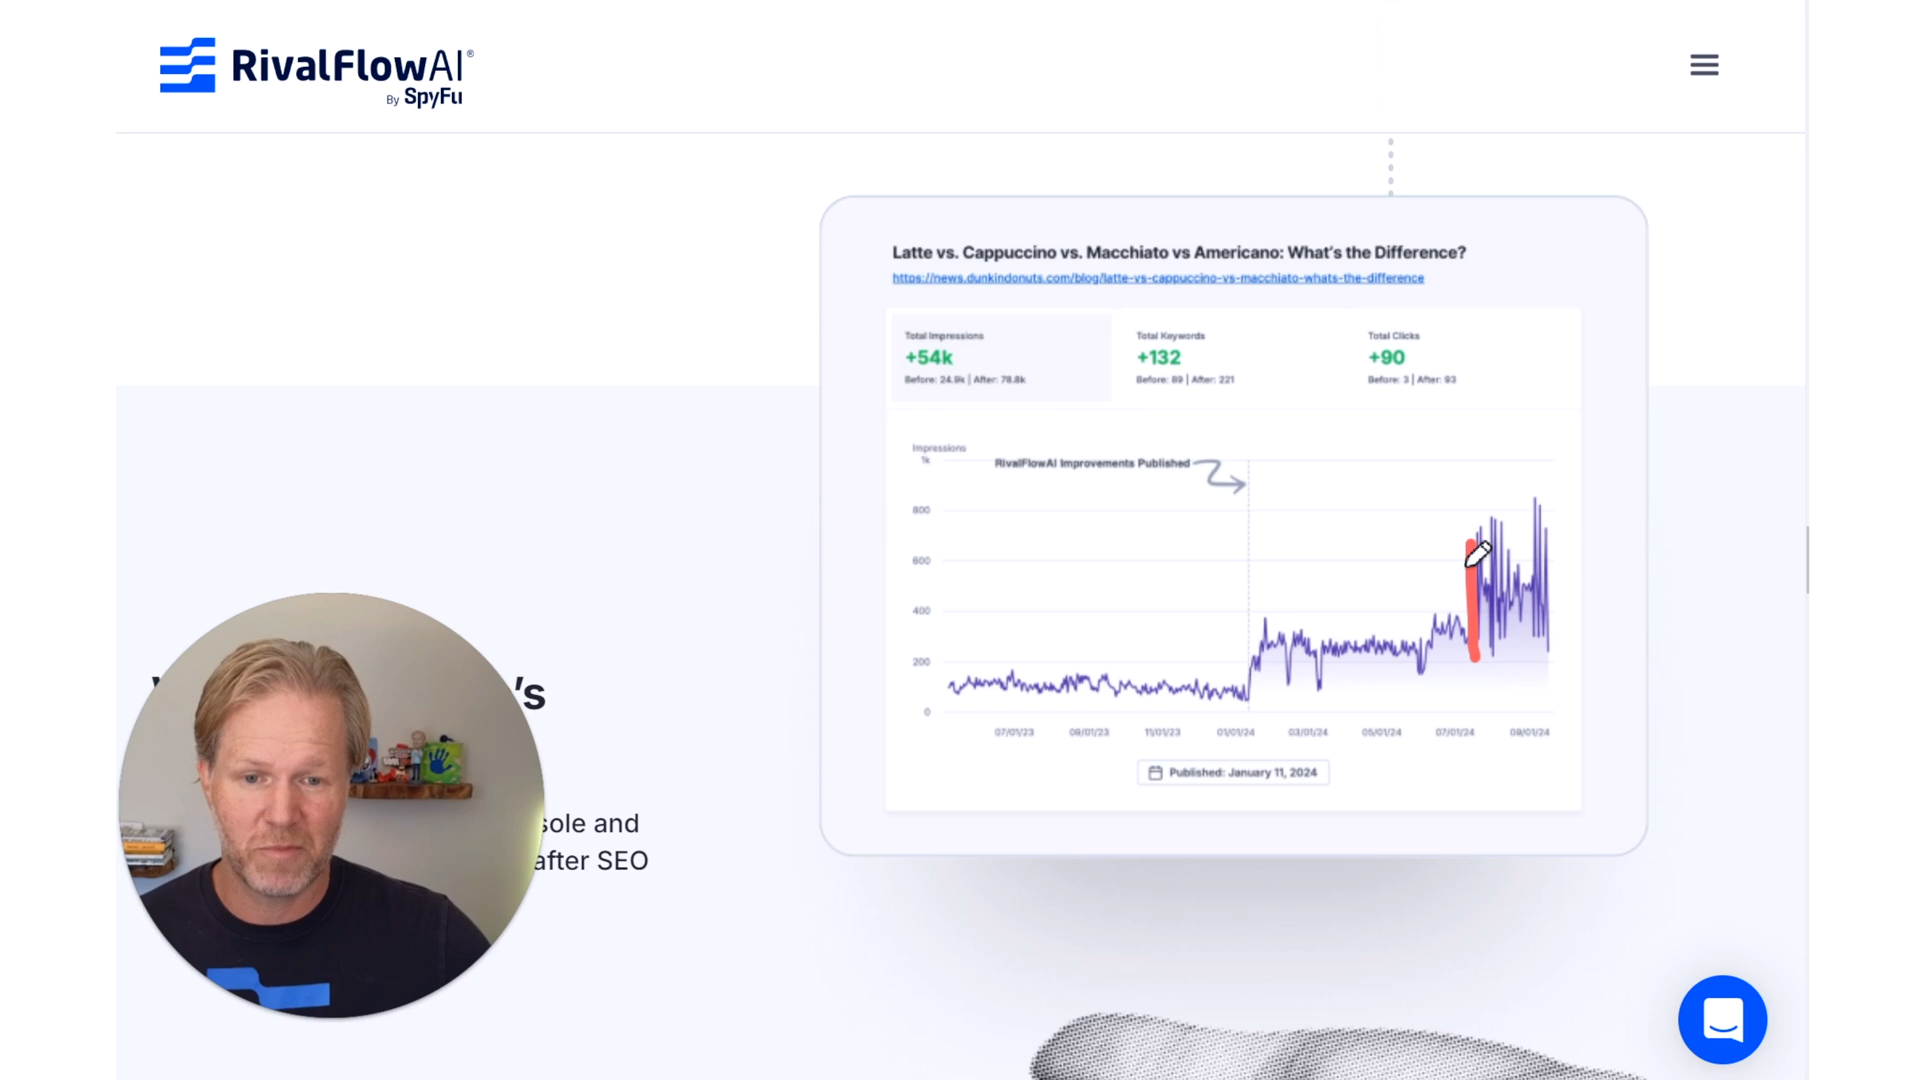 RivalFlowAI®
By SpyFu
Latte vs. Cappuccino vs. Macchiato vs Americano: What's the Difference?
https://news.dunkindonuts.com/blog/latte-vs-cappuccino-vs-macchiato-whats-the-difference
Total Impressions
+54k
Before: 24.9k | After: 78.8k
Total Keywords
+132
Before: 89 | After: 221
Total Clicks
+90
Before: 3 | After: 93
Impressions
RivalFlowAI Improvements Published
1k
800
600
400
200
0
07/01/23 09/01/23 11/01/23 01/01/24 03/01/24 05/01/24 07/01/24 09/01/24
Published: January 11, 2024
's
sole and
after SEO